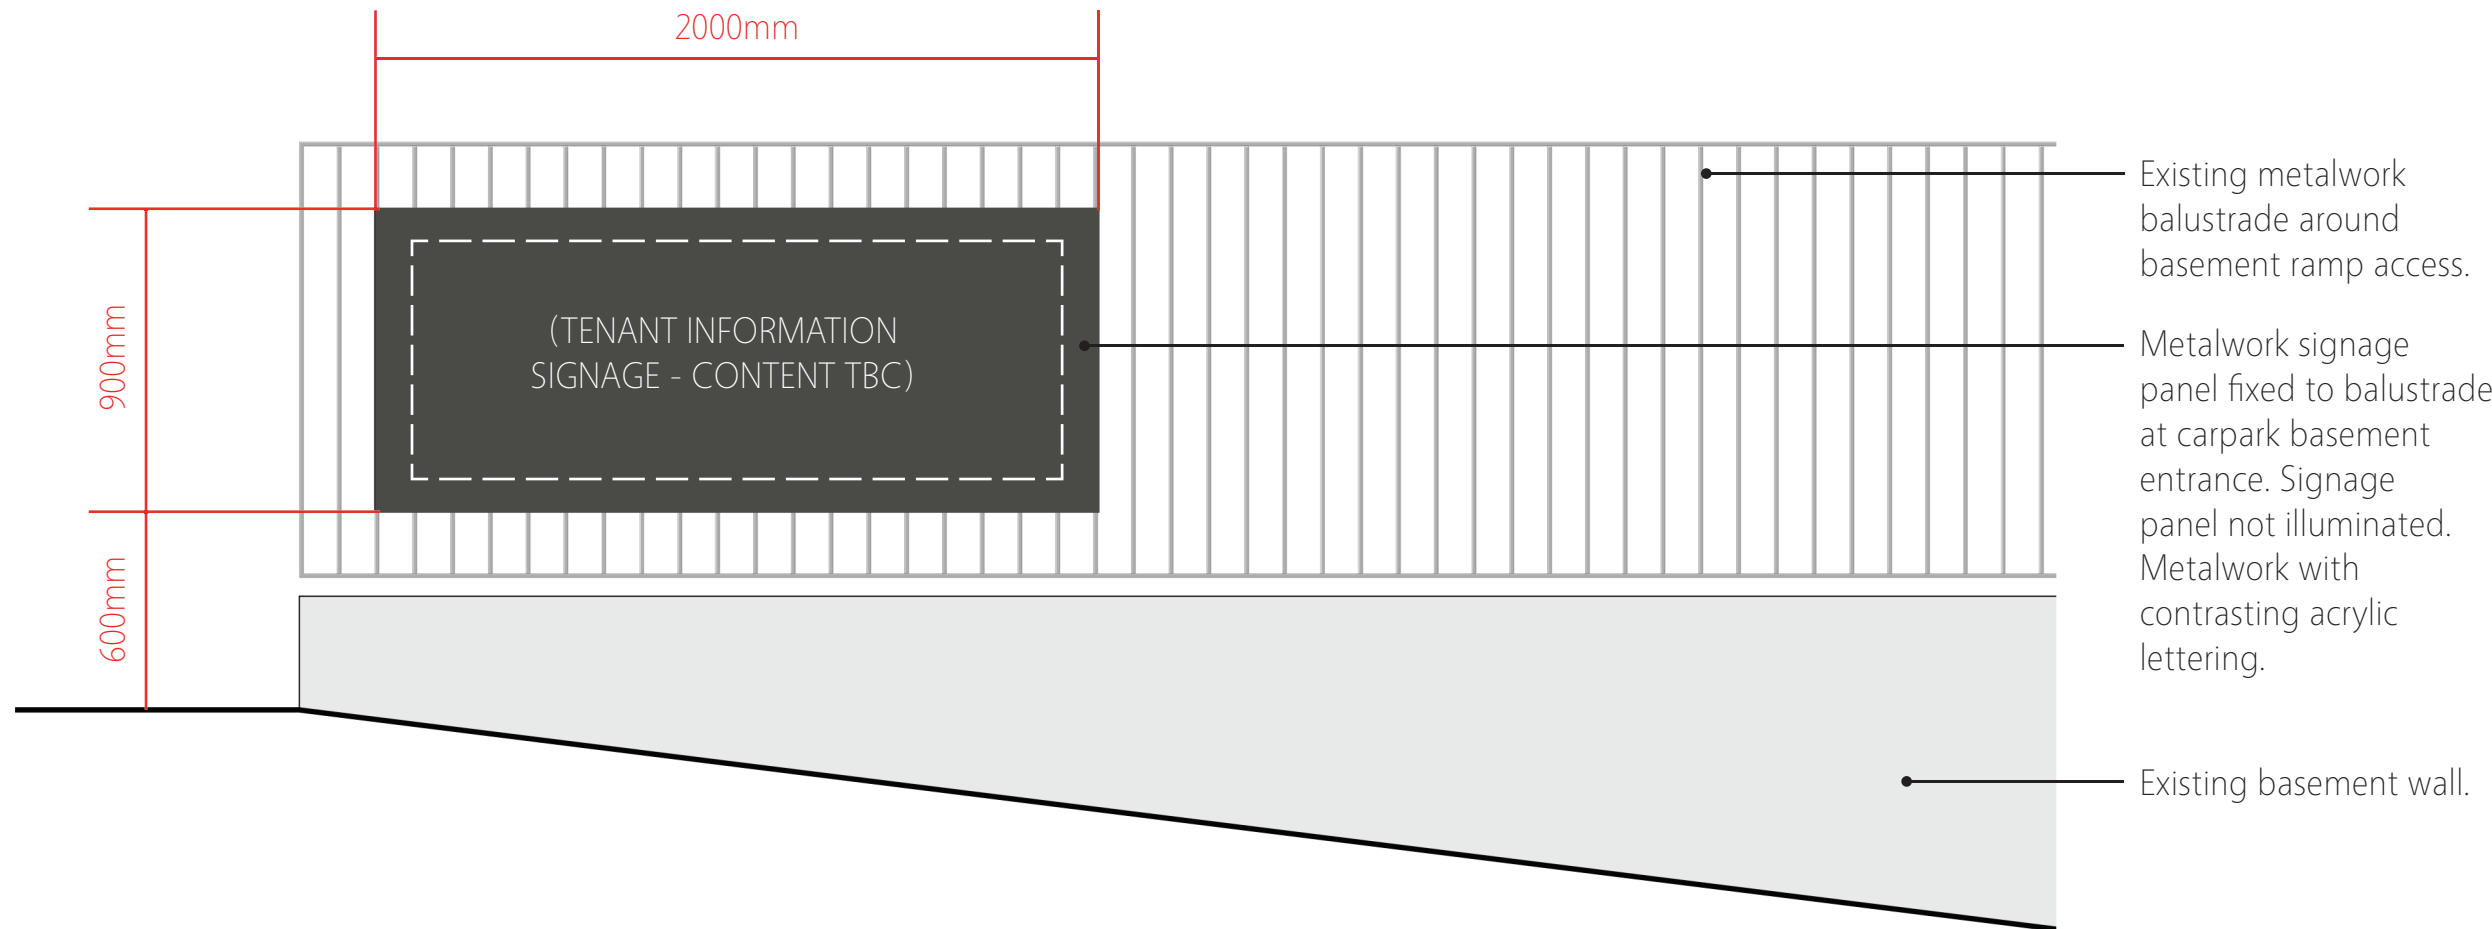 2000mm
900mm
600mm
(TENANT INFORMATION
SIGNAGE - CONTENT TBC)
Existing metalwork
balustrade around
basement ramp access.
Metalwork signage
panel fixed to balustrade
at carpark basement
entrance. Signage
panel not illuminated.
Metalwork with
contrasting acrylic
lettering.
Existing basement wall.